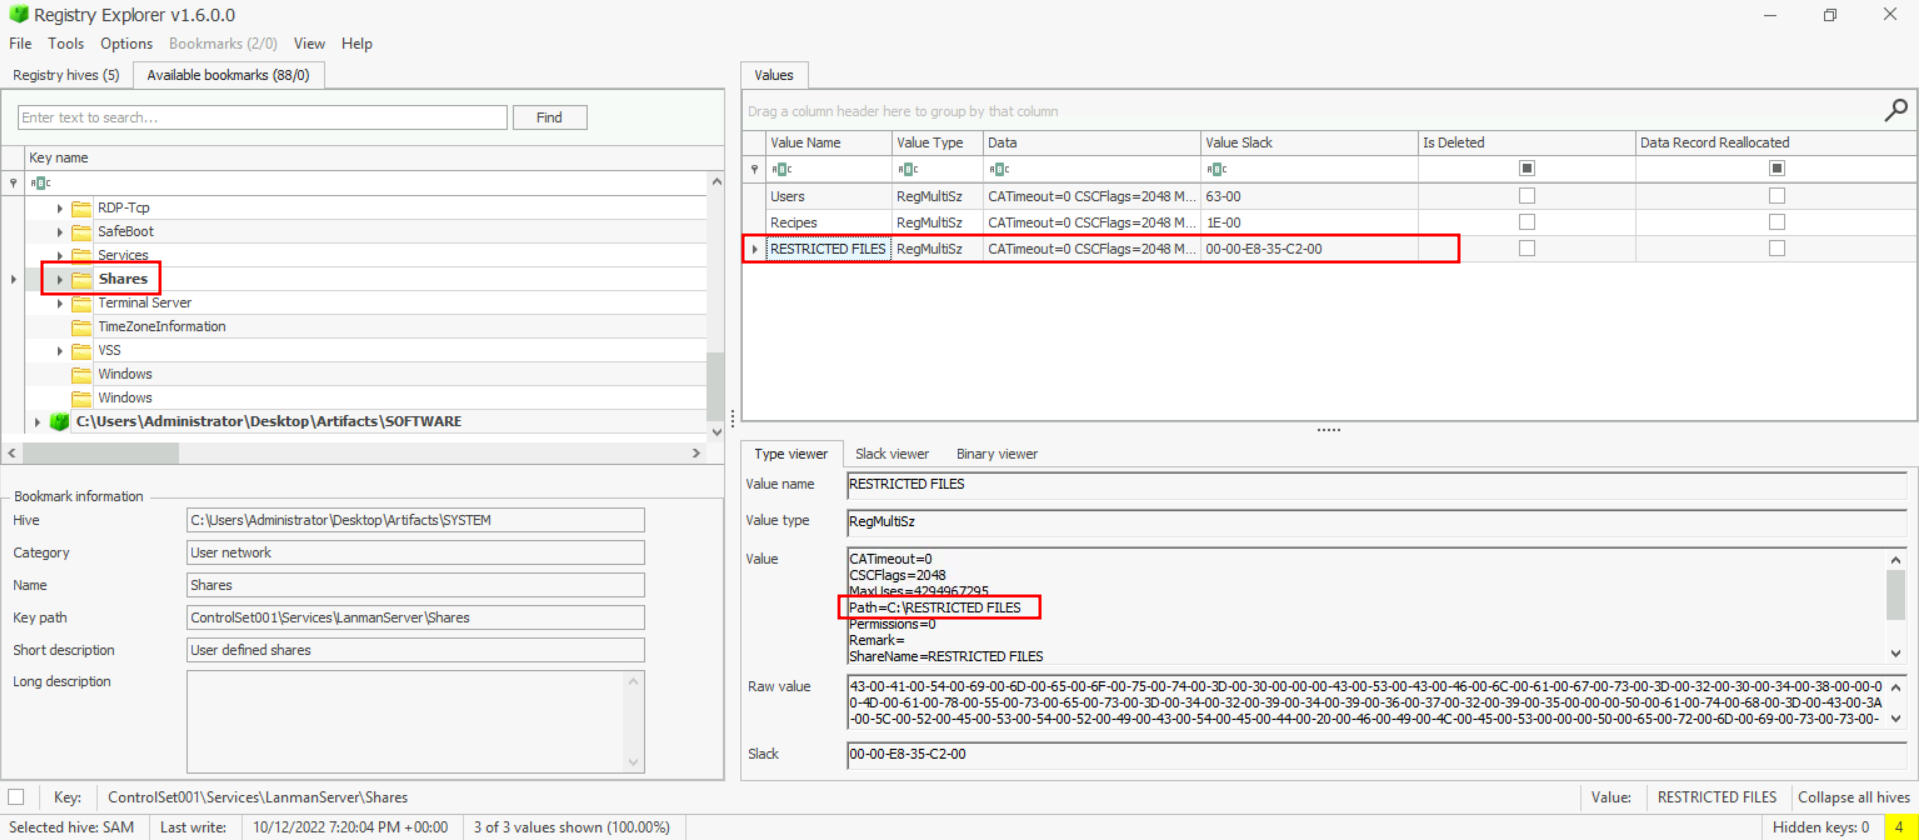 Registry Explorer v1.6.0.0
File Tools Options Bookmarks (2/0) View Help
Registry hives (5) Available bookmarks (88/0)
Enter text to search... Find
Key name
RDP-Tcp
SafeBoot
Services
Shares
Terminal Server
TimeZoneInformation
VSS
Windows
Windows
C:\Users\Administrator\Desktop\Artifacts\SOFTWARE
Bookmark information
Hive C:\Users\Administrator\Desktop\Artifacts\SYSTEM
Category User network
Name Shares
Key path ControlSet001\Services\LanmanServer\Shares
Short description User defined shares
Long description
Values
Drag a column header here to group by that column
Value Name Value Type Data Value Slack Is Deleted Data Record Reallocated
Users RegMultiSz CATimeout=0 CSCFlags=2048 M... 63-00
Recipes RegMultiSz CATimeout=0 CSCFlags=2048 M... 1E-00
RESTRICTED FILES RegMultiSz CATimeout=0 CSCFlags=2048 M... 00-00-E8-35-C2-00
Type viewer Slack viewer Binary viewer
Value name RESTRICTED FILES
Value type RegMultiSz
Value CATimeout=0
CSCFlags=2048
MaxUses=4294967295
Path=C:\RESTRICTED FILES
Permissions=0
Remark=
ShareName=RESTRICTED FILES
Raw value 43-00-41-00-54-00-69-00-6D-00-65-00-6F-00-75-00-74-00-3D-00-30-00-00-00-43-00-53-00-43-00-46-00-6C-00-61-00-67-00-73-00-3D-00-32-00-30-00-34-00-38-00-00-0
0-4D-00-61-00-78-00-55-00-73-00-65-00-73-00-3D-00-34-00-32-00-39-00-34-00-39-00-36-00-37-00-32-00-39-00-35-00-00-00-50-00-61-00-74-00-68-00-3D-00-43-00-3A
-00-5C-00-52-00-45-00-53-00-54-00-52-00-49-00-43-00-54-00-45-00-44-00-20-00-46-00-49-00-4C-00-45-00-53-00-00-00-50-00-65-00-72-00-6D-00-69-00-73-00-73-00-
Slack 00-00-E8-35-C2-00
Key: ControlSet001\Services\LanmanServer\Shares Value: RESTRICTED FILES Collapse all hives
Selected hive: SAM Last write: 10/12/2022 7:20:04 PM +00:00 3 of 3 values shown (100.00%) Hidden keys: 0 4